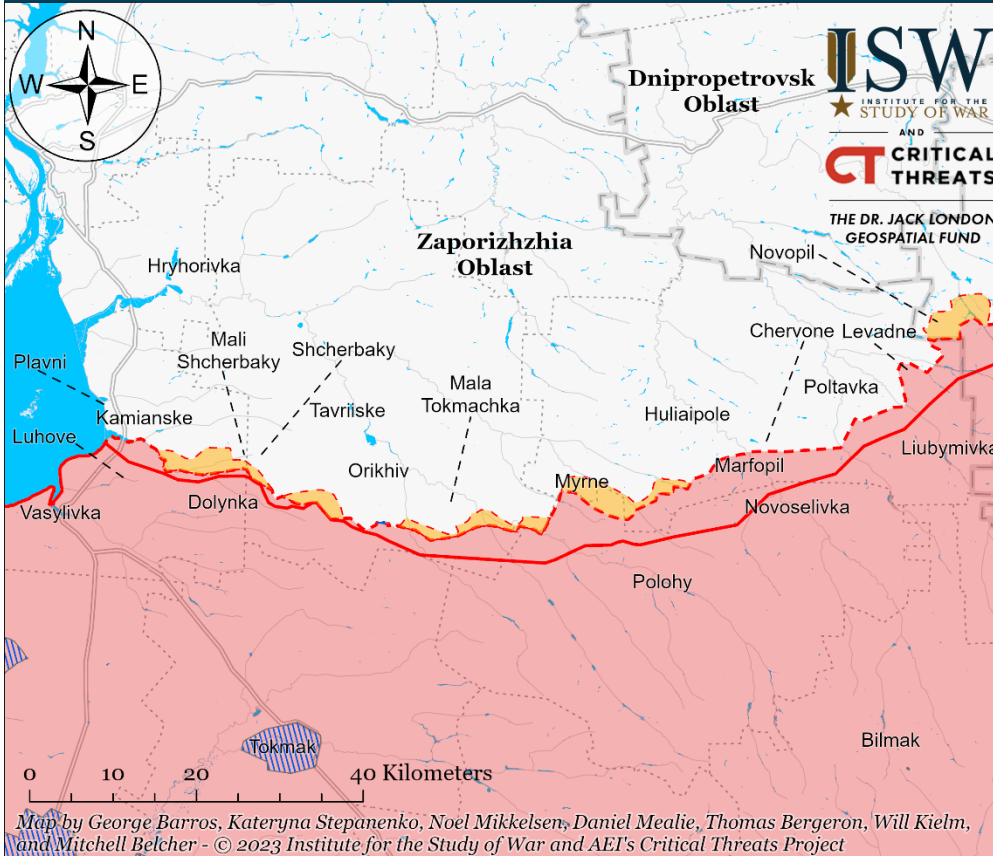 N
W
E
S
Dnipropetrovsk
Oblast
ISW
INSTITUTE FOR THE
STUDY OF WAR
AND
CT CRITICAL
THREATS
THE DR. JACK LONDON
GEOSPATIAL FUND
Zaporizhzhia
Oblast
Novopil
Hryhorivka
Mali
Shcherbaky
Shcherbaky
Chervone
Levadne
Plavni
Mala
Tokmachka
Poltavka
Kamianske
Tavriiske
Huliaipole
Luhove
Orikhiv
Liubymivka
Myrne
Marfopil
Vasylivka
Dolynka
Novoselivka
Polohy
Tokmak
Bilmak
0 10 20 40 Kilometers
Map by George Barros, Kateryna Stepanenko, Noel Mikkelsen, Daniel Mealie, Thomas Bergeron, Will Kielm,
and Mitchell Belcher - © 2023 Institute for the Study of War and AEI's Critical Threats Project